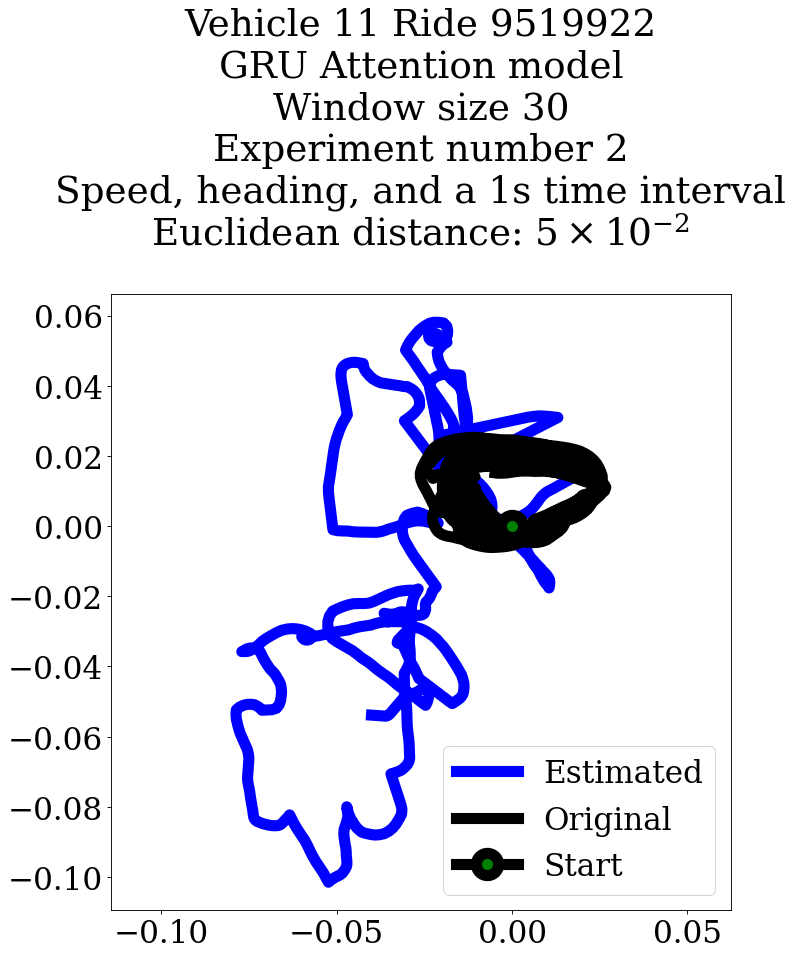 Vehicle 11 Ride 9519922
GRU Attention model
Window size 30
Experiment number 2
Speed, heading, and a 1s time interval
Euclidean distance: 5 × 10⁻²
0.06
0.04
0.02
0.00
−0.02
−0.04
−0.06
−0.08
−0.10
Estimated
Original
Start
−0.10 −0.05 0.00 0.05